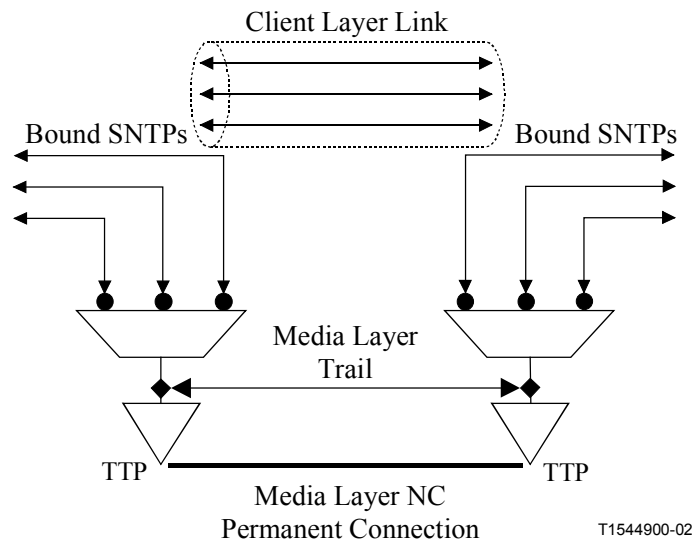 Client Layer Link
Bound SNTPs
Bound SNTPs
Media Layer
Trail
TTP
TTP
Media Layer NC
Permanent Connection
T1544900-02